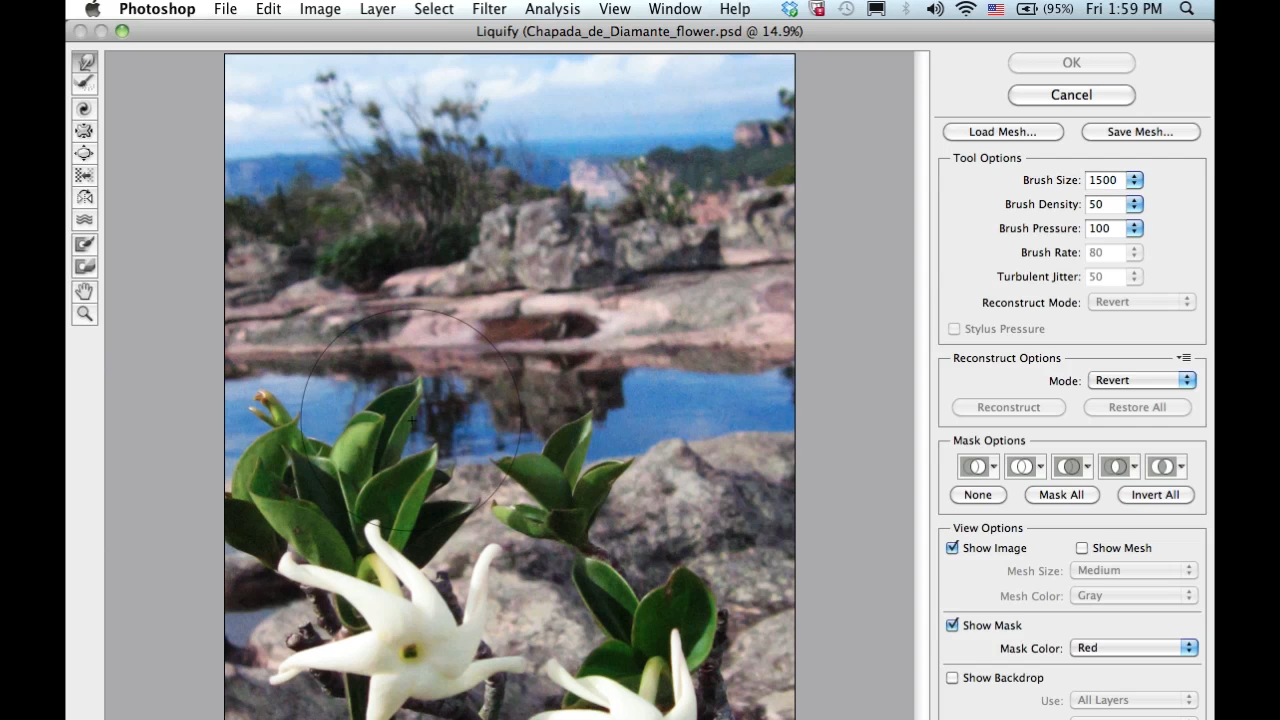 Photoshop File Edit Image Layer Select Filter Analysis View Window Help (95%) Fri 1:59 PM
Liquify (Chapada_de_Diamante_flower.psd @ 14.9%)
OK
Cancel
Load Mesh... Save Mesh...
Tool Options
Brush Size: 1500
Brush Density: 50
Brush Pressure: 100
Brush Rate: 80
Turbulent Jitter: 50
Reconstruct Mode: Revert
Stylus Pressure
Reconstruct Options
Mode: Revert
Reconstruct Restore All
Mask Options
None Mask All Invert All
View Options
Show Image Show Mesh
Mesh Size: Medium
Mesh Color: Gray
Show Mask
Mask Color: Red
Show Backdrop
Use: All Layers